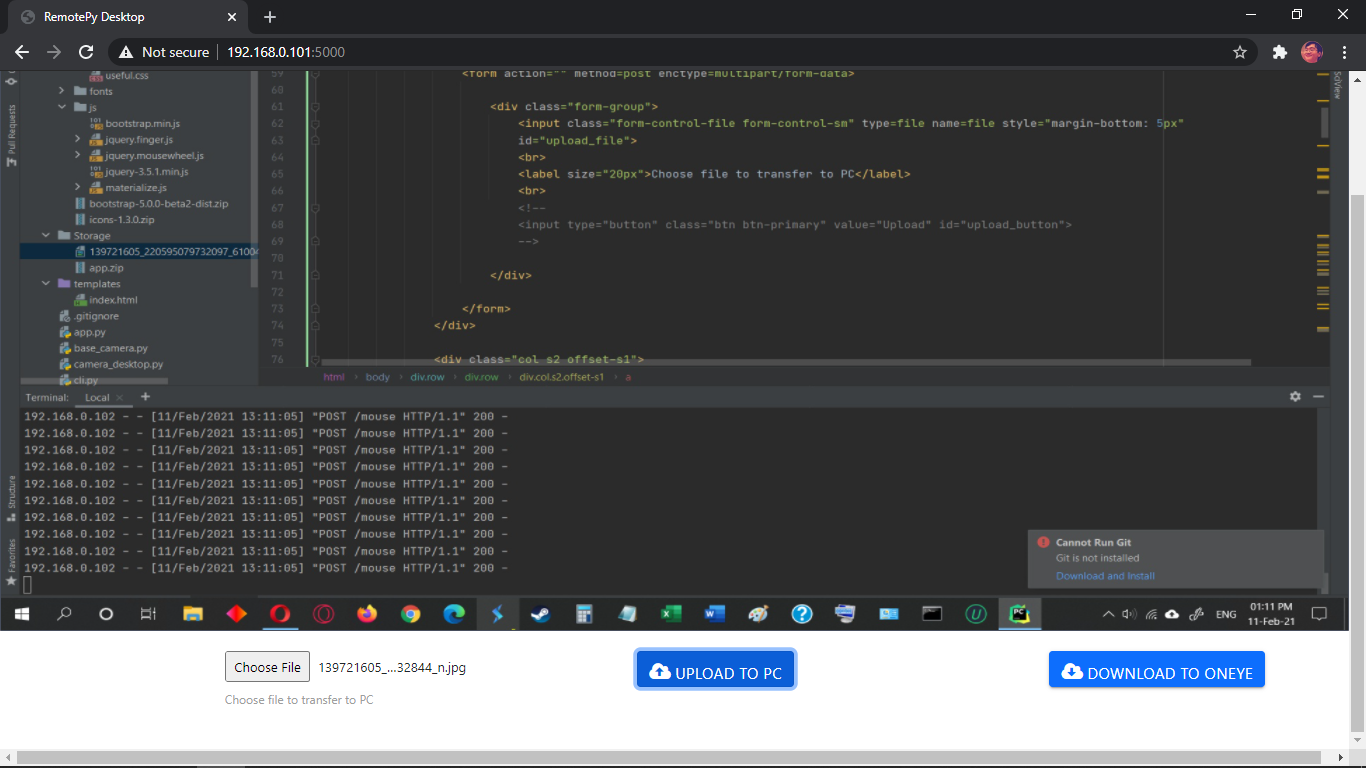 RemotePy Desktop
Not secure
192.168.0.101:5000
useful.css
fonts
js
bootstrap.min.js
jquery.finger.js
jquery.mousewheel.js
jquery-3.5.1.min.js
materialize.js
bootstrap-5.0.0-beta2-dist.zip
icons-1.3.0.zip
Storage
139721605_220595079732097_61004
app.zip
templates
index.html
.gitignore
app.py
base_camera.py
camera_desktop.py
cli.py
Pull Requests
Structure
Favorites
SciView
59 <form action="" method=post enctype=multipart/form-data>
60
61 <div class="form-group">
62 <input class="form-control-file form-control-sm" type=file name=file style="margin-bottom: 5px"
63 id="upload_file">
64 <br>
65 <label size="20px">Choose file to transfer to PC</label>
66 <br>
67 <!--
68 <input type="button" class="btn btn-primary" value="Upload" id="upload_button">
69 -->
70
71 </div>
72
73 </form>
74 </div>
75
76 <div class="col s2 offset-s1">
html body div.row div.row div.col.s2.offset-s1 a
Terminal: Local
192.168.0.102 - - [11/Feb/2021 13:11:05] "POST /mouse HTTP/1.1" 200 -
192.168.0.102 - - [11/Feb/2021 13:11:05] "POST /mouse HTTP/1.1" 200 -
192.168.0.102 - - [11/Feb/2021 13:11:05] "POST /mouse HTTP/1.1" 200 -
192.168.0.102 - - [11/Feb/2021 13:11:05] "POST /mouse HTTP/1.1" 200 -
192.168.0.102 - - [11/Feb/2021 13:11:05] "POST /mouse HTTP/1.1" 200 -
192.168.0.102 - - [11/Feb/2021 13:11:05] "POST /mouse HTTP/1.1" 200 -
192.168.0.102 - - [11/Feb/2021 13:11:05] "POST /mouse HTTP/1.1" 200 -
192.168.0.102 - - [11/Feb/2021 13:11:05] "POST /mouse HTTP/1.1" 200 -
192.168.0.102 - - [11/Feb/2021 13:11:05] "POST /mouse HTTP/1.1" 200 -
192.168.0.102 - - [11/Feb/2021 13:11:05] "POST /mouse HTTP/1.1" 200 -
Cannot Run Git
Git is not installed
Download and Install
ENG
01:11 PM
11-Feb-21
Choose File 139721605_...32844_n.jpg
Choose file to transfer to PC
UPLOAD TO PC
DOWNLOAD TO ONEYE